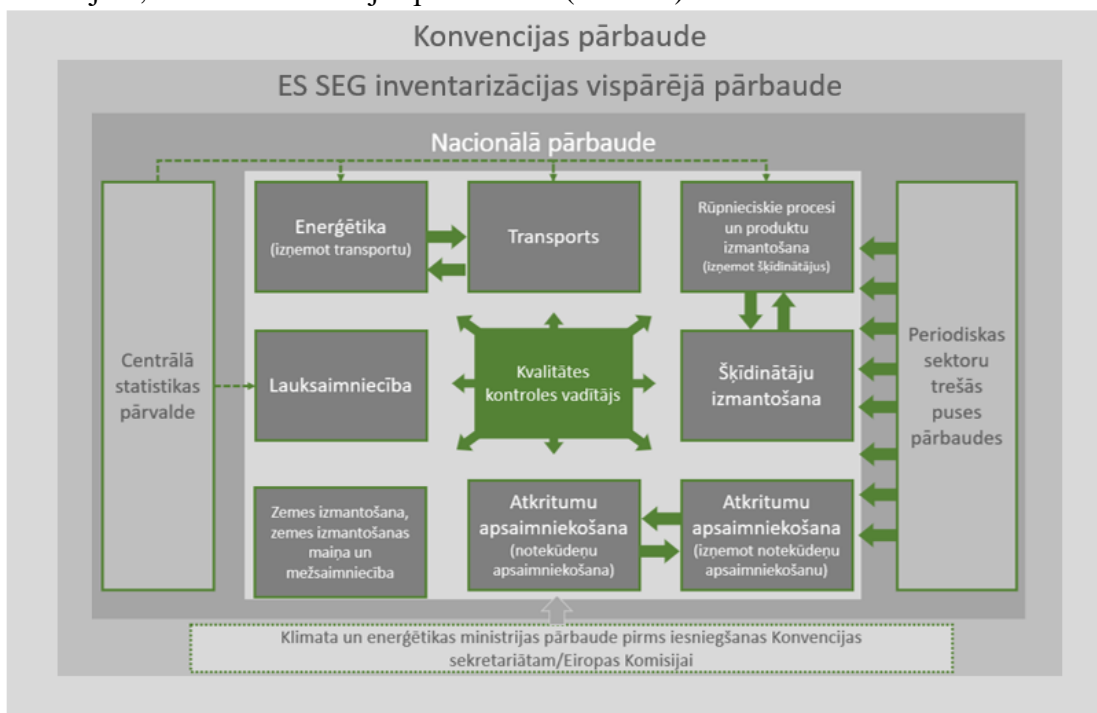 Konvencijas pārbaude
ES SEG inventarizācijas vispārējā pārbaude
Nacionālā pārbaude
Centrālā
statistikas
pārvalde
Enerģētika
(izņemot transportu)
Transports
Rūpnieciskie procesi
un produktu
izmantošana
(izņemot šķīdinātājus)
Lauksaimniecība
Kvalitātes
kontroles vadītājs
Šķīdinātāju
izmantošana
Zemes izmantošana,
zemes izmantošanas
maiņa un
mežsaimniecība
Atkritumu
apsaimniekošana
(notekūdeņu
apsaimniekošana)
Atkritumu
apsaimniekošana
(izņemot notekūdeņu
apsaimniekošanu)
Periodiskas
sektoru
trešās
puses
pārbaudes
Klimata un enerģētikas ministrijas pārbaude pirms iesniegšanas Konvencijas
sekretariātam/Eiropas Komisijai